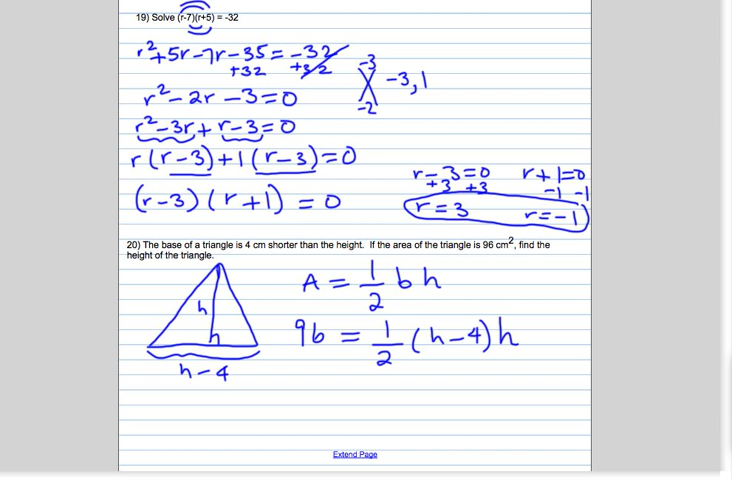 19) Solve (r-7)(r+5) = -32
r²+5r-7r-35=-32
+32 +32
r²-2r-3=0
-3
-3,1
-2
r²-3r+r-3=0
r(r-3)+1(r-3)=0
(r-3)(r+1)=0
r-3=0 r+1=0
+3 +3 -1 -1
r=3 r=-1
20) The base of a triangle is 4 cm shorter than the height. If the area of the triangle is 96 cm², find the
height of the triangle.
A = 1/2 bh
h
96 = 1/2 (h-4)h
h-4
Extend Page